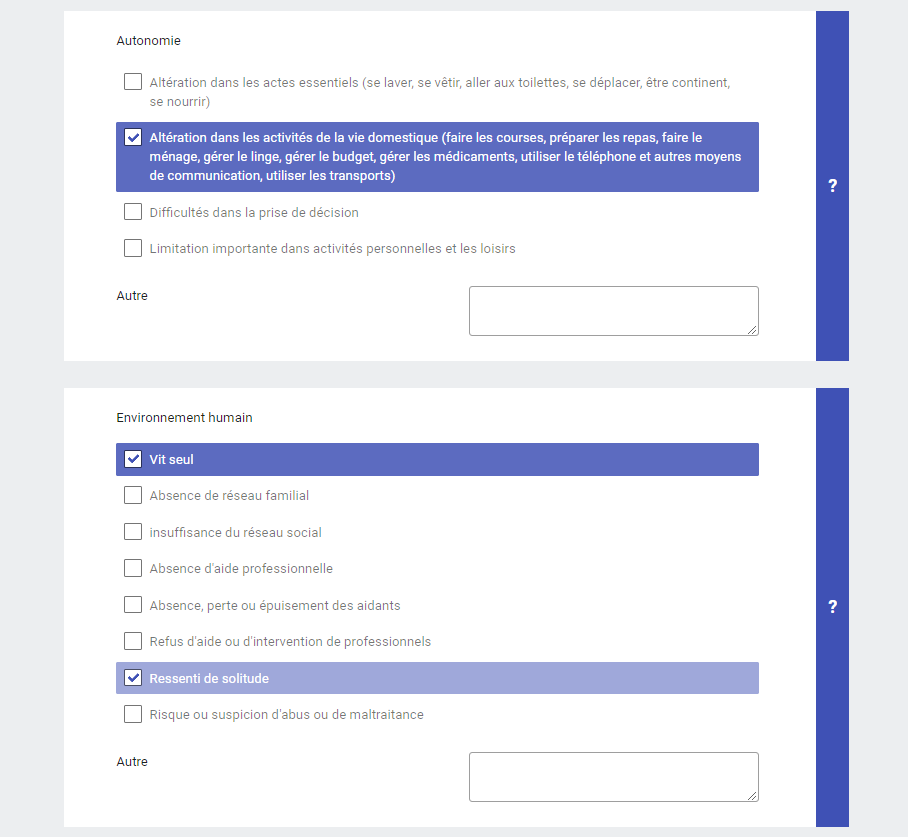 Autonomie
Altération dans les actes essentiels (se laver, se vêtir, aller aux toilettes, se déplacer, être continent,
se nourrir)
Altération dans les activités de la vie domestique (faire les courses, préparer les repas, faire le
ménage, gérer le linge, gérer le budget, gérer les médicaments, utiliser le téléphone et autres moyens
de communication, utiliser les transports)
?
Difficultés dans la prise de décision
Limitation importante dans activités personnelles et les loisirs
Autre
Environnement humain
Vit seul
Absence de réseau familial
insuffisance du réseau social
Absence d'aide professionnelle
Absence, perte ou épuisement des aidants
?
Refus d'aide ou d'intervention de professionnels
Ressenti de solitude
Risque ou suspicion d'abus ou de maltraitance
Autre